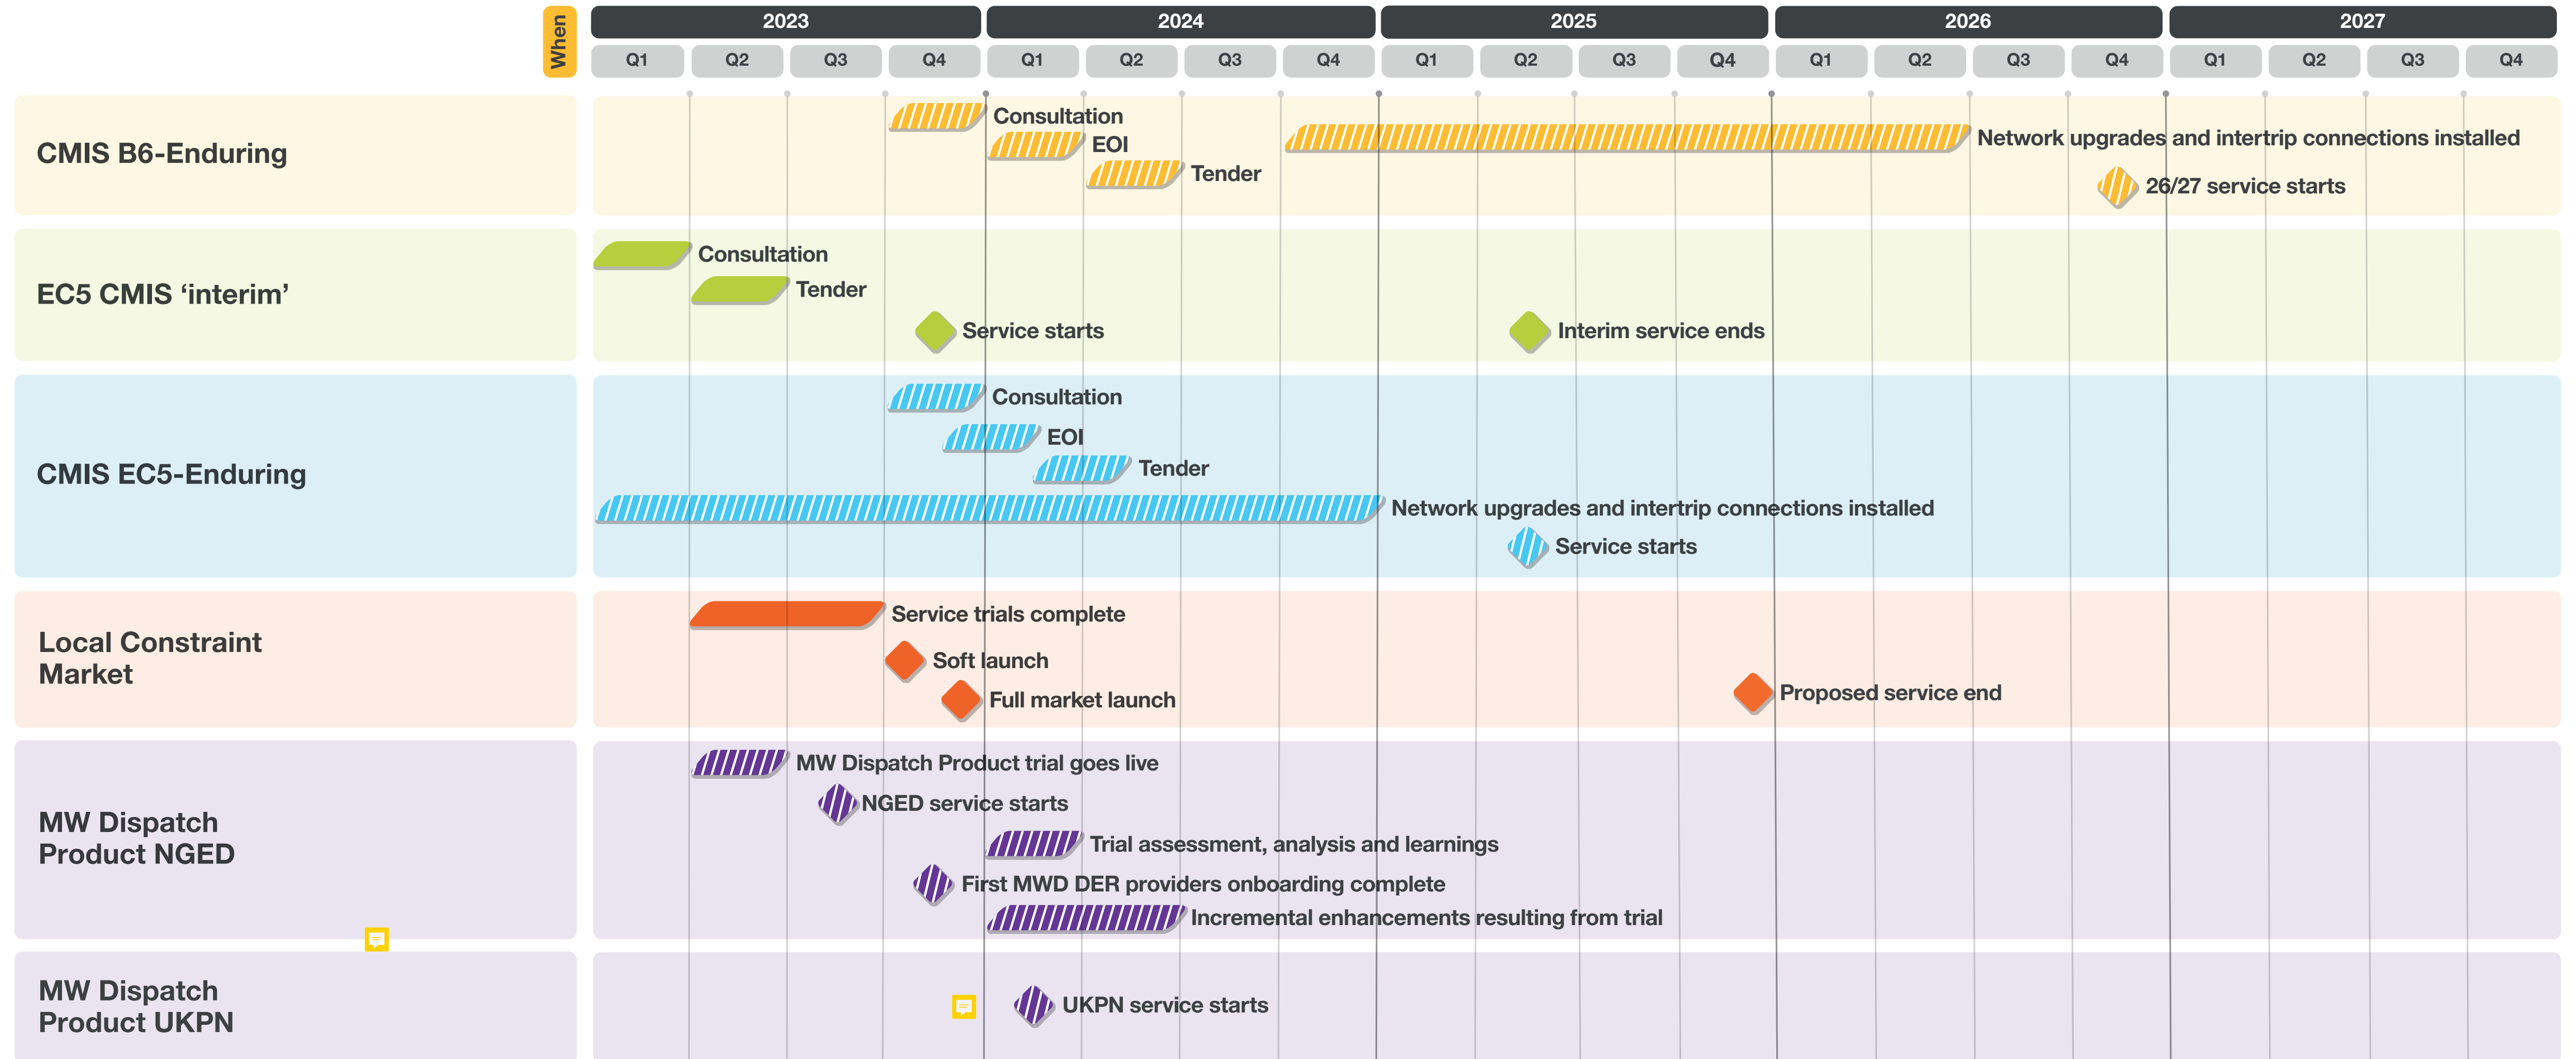 When
2023 2024 2025 2026 2027
Q1 Q2 Q3 Q4 Q1 Q2 Q3 Q4 Q1 Q2 Q3 Q4 Q1 Q2 Q3 Q4 Q1 Q2 Q3 Q4
CMIS B6-Enduring
Consultation
EOI
Tender
Network upgrades and intertrip connections installed
26/27 service starts
EC5 CMIS ‘interim’
Consultation
Tender
Service starts
Interim service ends
CMIS EC5-Enduring
Consultation
EOI
Tender
Network upgrades and intertrip connections installed
Service starts
Local Constraint
Market
Service trials complete
Soft launch
Full market launch
Proposed service end
MW Dispatch
Product NGED
MW Dispatch Product trial goes live
NGED service starts
Trial assessment, analysis and learnings
First MWD DER providers onboarding complete
Incremental enhancements resulting from trial
MW Dispatch
Product UKPN
UKPN service starts